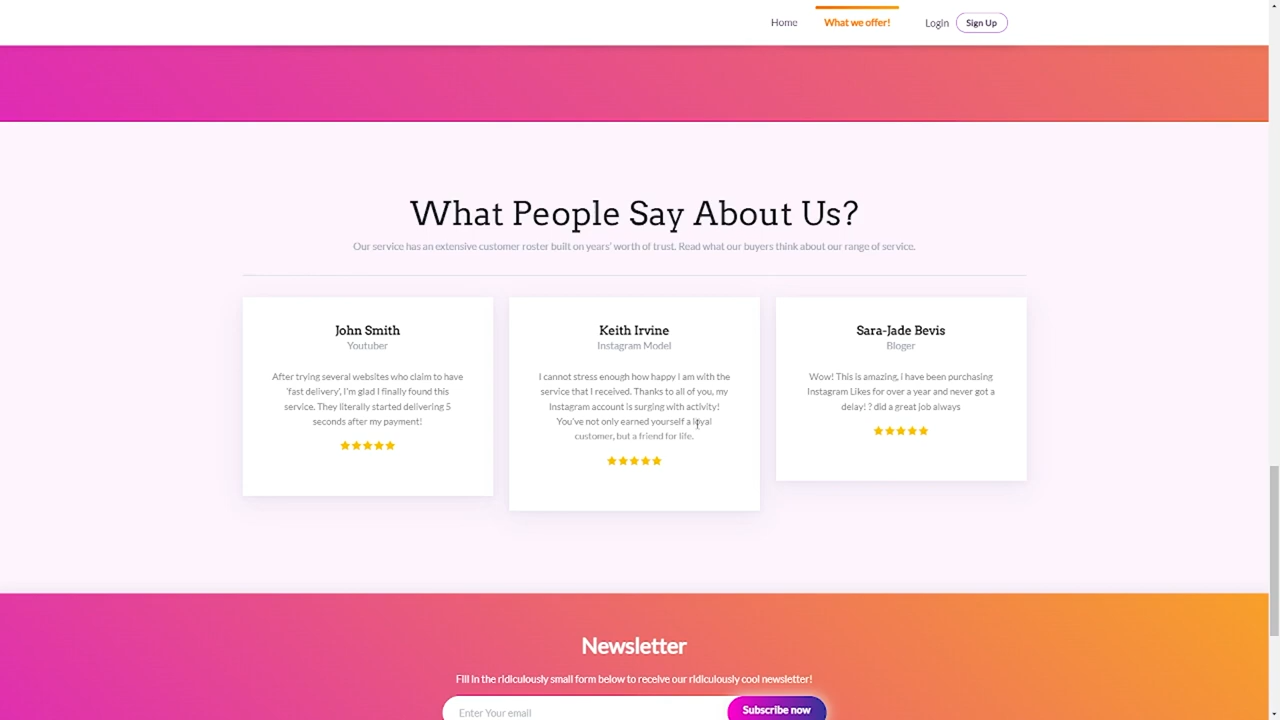 Home What we offer! Login Sign Up
What People Say About Us?
Our service has an extensive customer roster built on years' worth of trust. Read what our buyers think about our range of service.
John Smith
Youtuber
After trying several websites who claim to have
'fast delivery', I'm glad I finally found this
service. They literally started delivering 5
seconds after my payment!
Keith Irvine
Instagram Model
I cannot stress enough how happy I am with the
service that I received. Thanks to all of you, my
Instagram account is surging with activity!
You've not only earned yourself a loyal
customer, but a friend for life.
Sara-Jade Bevis
Bloger
Wow! This is amazing, i have been purchasing
Instagram Likes for over a year and never got a
delay! ? did a great job always
Newsletter
Fill in the ridiculously small form below to receive our ridiculously cool newsletter!
Enter Your email Subscribe now